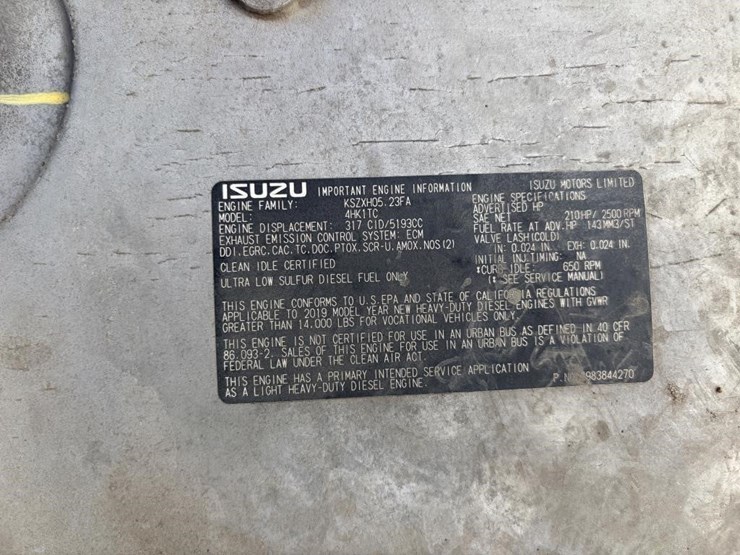 ISUZU IMPORTANT ENGINE INFORMATION ISUZU MOTORS LIMITED
ENGINE FAMILY: KSZXH05.23FA
MODEL: 4HK1TC
ENGINE DISPLACEMENT: 317 CID/5193CC
EXHAUST EMISSION CONTROL SYSTEM: ECM
DDI,EGRC,CAC,TC,DOC,PTOX,SCR-U,AMOX,NOS(2)
CLEAN IDLE CERTIFIED
ULTRA LOW SULFUR DIESEL FUEL ONLY
ENGINE SPECIFICATIONS
ADVERTISED HP
SAE NET 210HP/ 2500 RPM
FUEL RATE AT ADV.HP 143MM3/ST
VALVE LASH(COLD)
IN: 0.024 IN. EXH: 0.024 IN.
INITIAL INJ TIMING: NA
IDLE: 650 RPM
SEE SERVICE MANUAL)
THIS ENGINE CONFORMS TO U.S.EPA AND STATE OF CALIFORNIA REGULATIONS
APPLICABLE TO 2019 MODEL YEAR NEW HEAVY-DUTY DIESEL ENGINES WITH GVWR
GREATER THAN 14,000 LBS FOR VOCATIONAL VEHICLES ONLY.
THIS ENGINE IS NOT CERTIFIED FOR USE IN AN URBAN BUS AS DEFINED IN 40 CFR
86.093-2. SALES OF THIS ENGINE FOR USE IN AN URBAN BUS IS A VIOLATION OF
FEDERAL LAW UNDER THE CLEAN AIR ACT.
THIS ENGINE HAS A PRIMARY INTENDED SERVICE APPLICATION
AS A LIGHT HEAVY-DUTY DIESEL ENGINE.